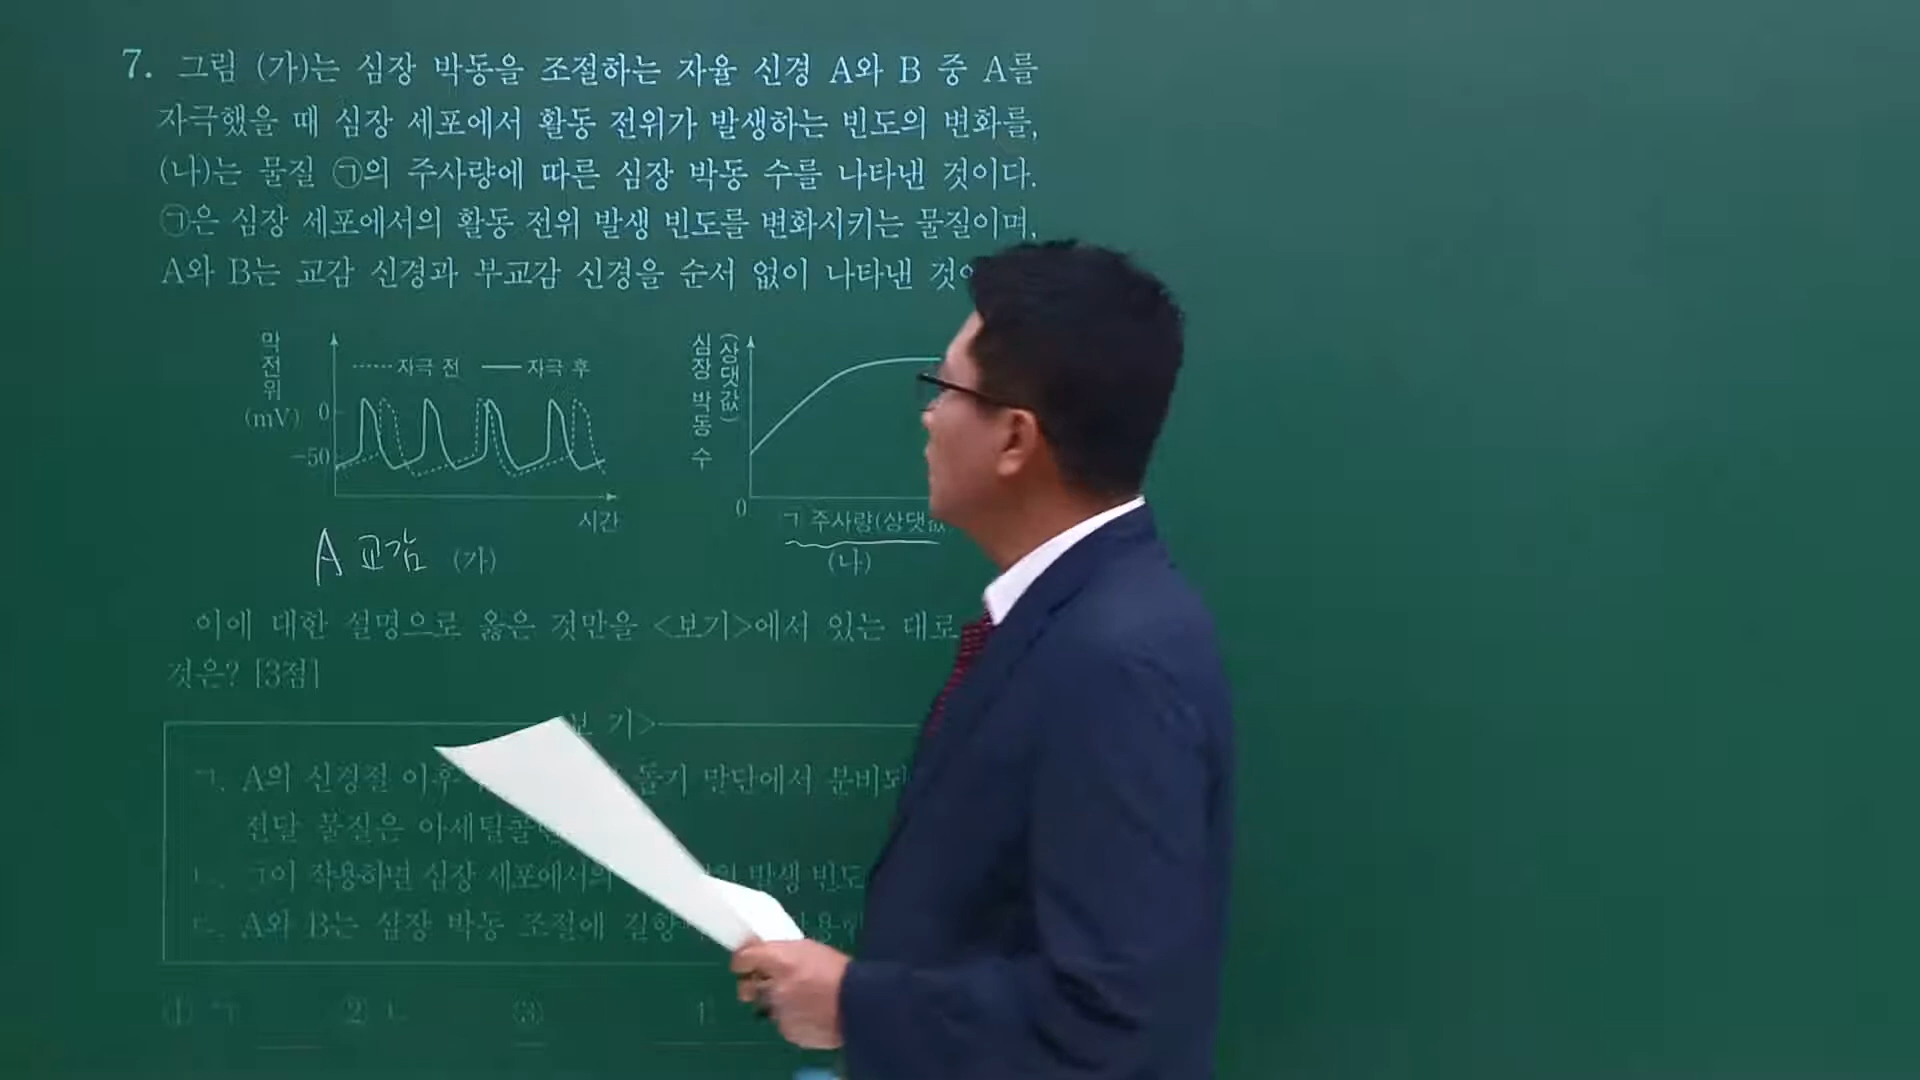 7. 그림 (가)는 심장 박동을 조절하는 자율 신경 A와 B 중 A를
자극했을 때 심장 세포에서 활동 전위가 발생하는 빈도의 변화를,
(나)는 물질 ㉠의 주사량에 따른 심장 박동 수를 나타낸 것이다.
㉠은 심장 세포에서의 활동 전위 발생 빈도를 변화시키는 물질이며,
A와 B는 교감 신경과 부교감 신경을 순서 없이 나타낸
막전위
(mV)
자극 전 자극 후
0
-50
시간
A 교감 (가)
심장 박동 수
(상댓값)
0
㉠ 주사량(상댓값
(나)
이에 대한 설명으로 옳은 것만을 <보기>에서 있는 대로
것은? [3점]
보 기>
ㄱ. A의 신경절 이후 돌기 말단에서 분비되
전달 물질은 아세틸콜린
ㄴ. ㉠이 작용하면 심장 세포에서의 발생 빈도
ㄷ. A와 B는 심장 박동 조절에 길항
① ㄱ ② ㄴ ③